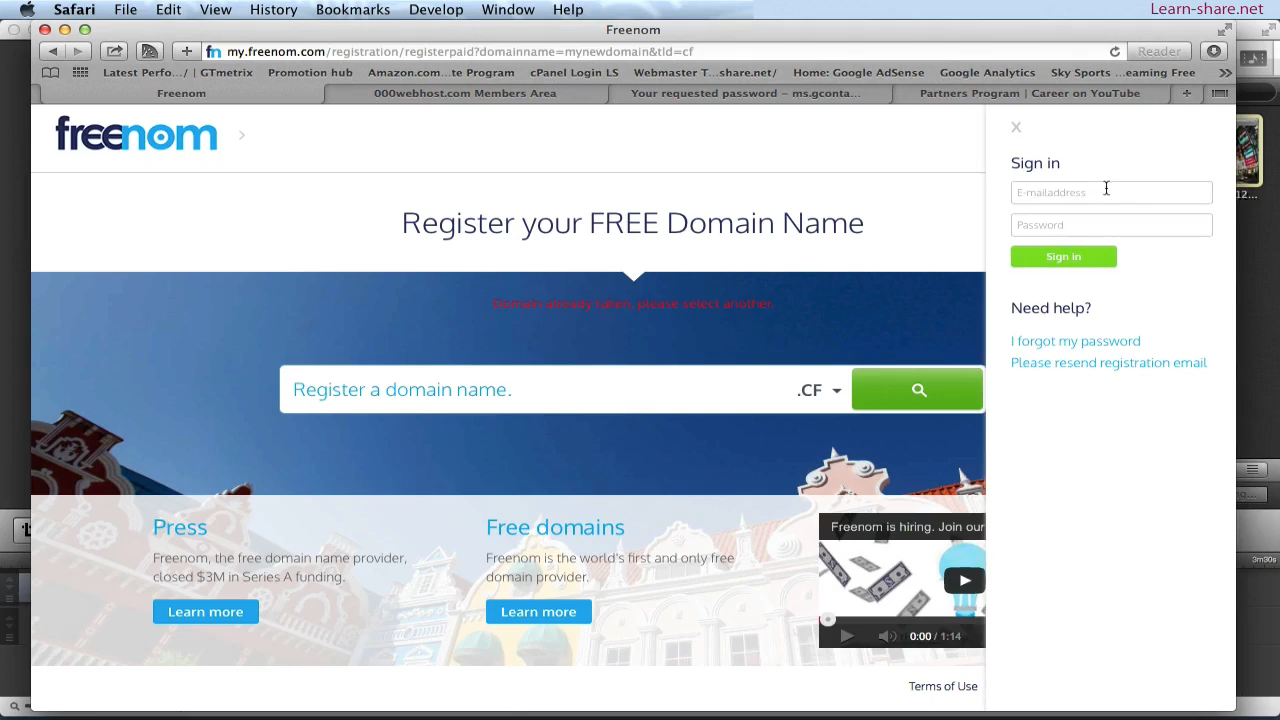 Safari File Edit View History Bookmarks Develop Window Help
Learn-share.net
Freenom
my.freenom.com/registration/registerpaid?domainname=mynewdomain&tld=cf
Reader
Latest Perfo.../ | GTmetrix Promotion hub Amazon.com...te Program cPanel Login LS Webmaster T...share.net/ Home: Google AdSense Google Analytics Sky Sports ...eaming Free
Freenom 000webhost.com Members Area Your requested password – ms.gconta... Partners Program | Career on YouTube
freenom
X
Sign in
E-mailaddress
Password
Sign in
Need help?
I forgot my password
Please resend registration email
Register your FREE Domain Name
Domain already taken, please select another.
Register a domain name. .CF
Press
Freenom, the free domain name provider,
closed $3M in Series A funding.
Learn more
Free domains
Freenom is the world's first and only free
domain provider.
Learn more
Freenom is hiring. Join our
0:00 / 1:14
Terms of Use
12...
3m30s